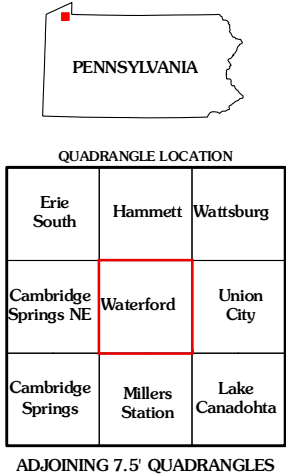 PENNSYLVANIA
QUADRANGLE LOCATION
Erie
South
Hammett
Wattsburg
Cambridge
Springs NE
Waterford
Union
City
Cambridge
Springs
Millers
Station
Lake
Canadohta
ADJOINING 7.5' QUADRANGLES